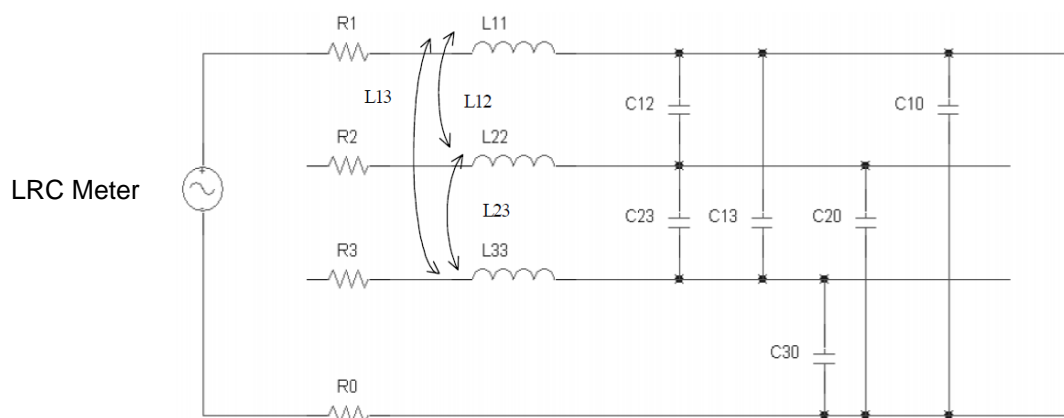 R1
L11
L13
L12
C12
C10
R2
L22
LRC Meter
L23
C23
C13
C20
R3
L33
C30
R0